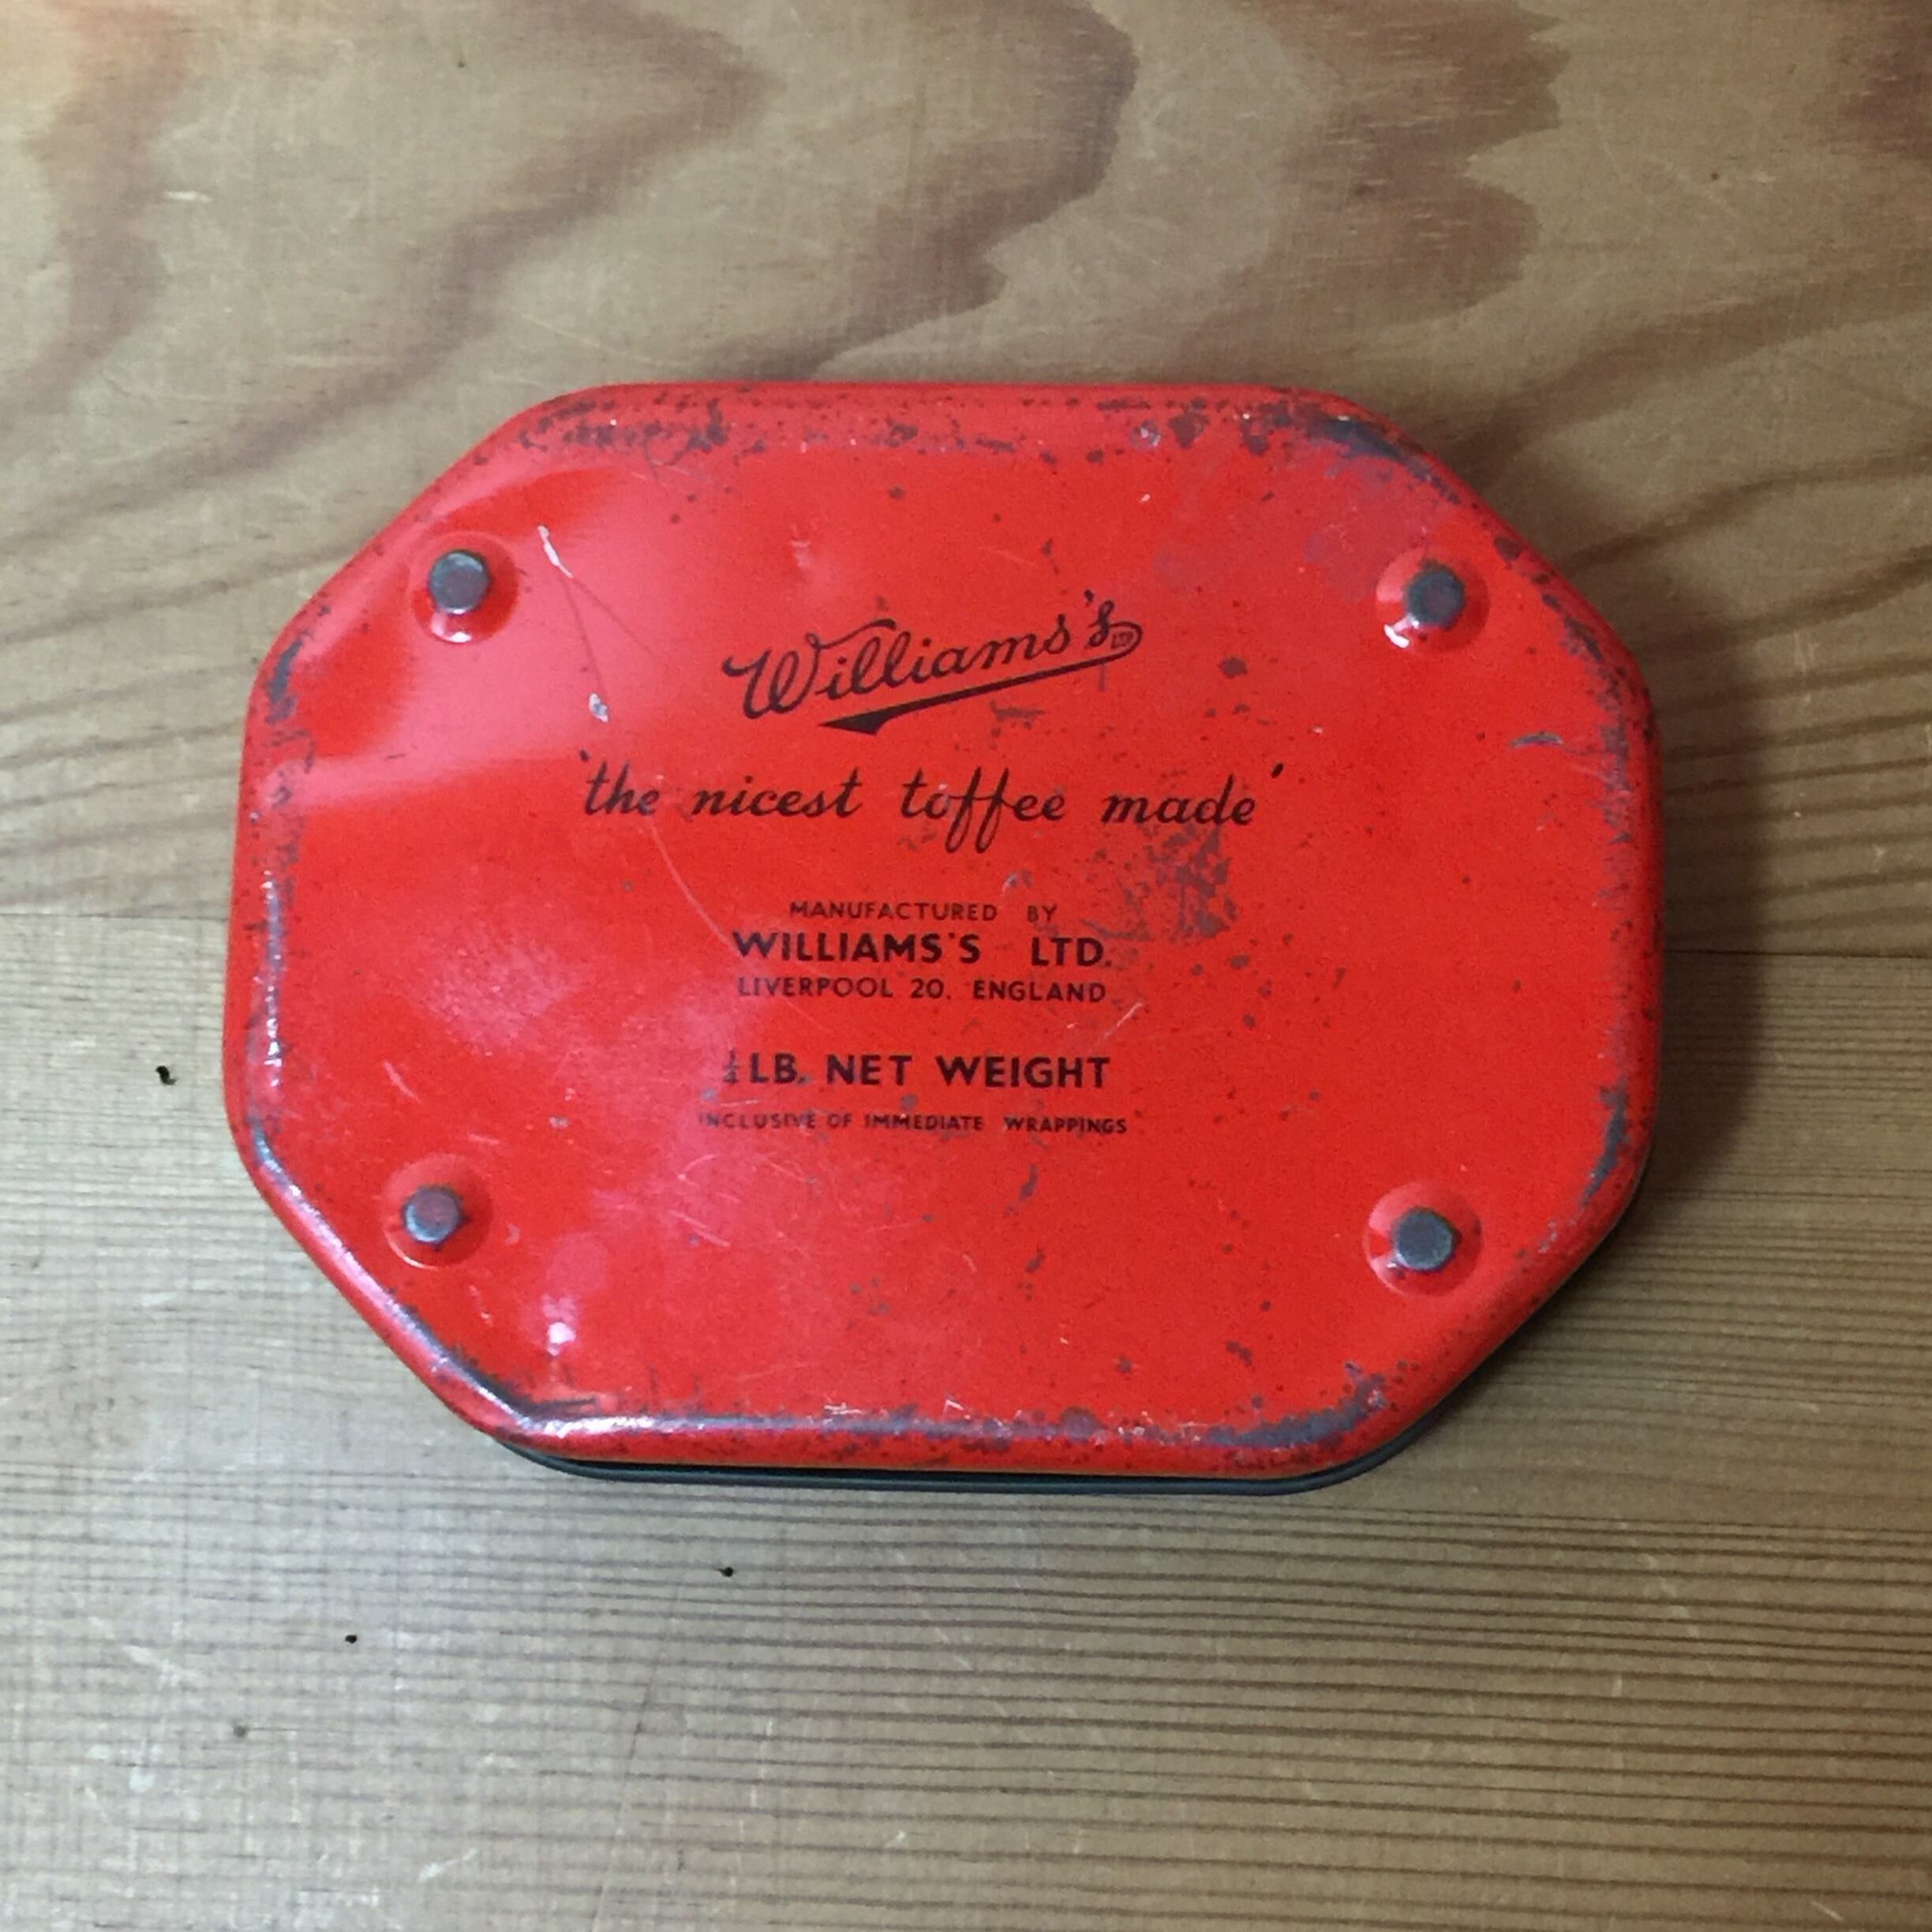 Williams's LTD
'the nicest toffee made'
MANUFACTURED BY
WILLIAMS'S LTD.
LIVERPOOL 20, ENGLAND
¼ LB. NET WEIGHT
INCLUSIVE OF IMMEDIATE WRAPPINGS